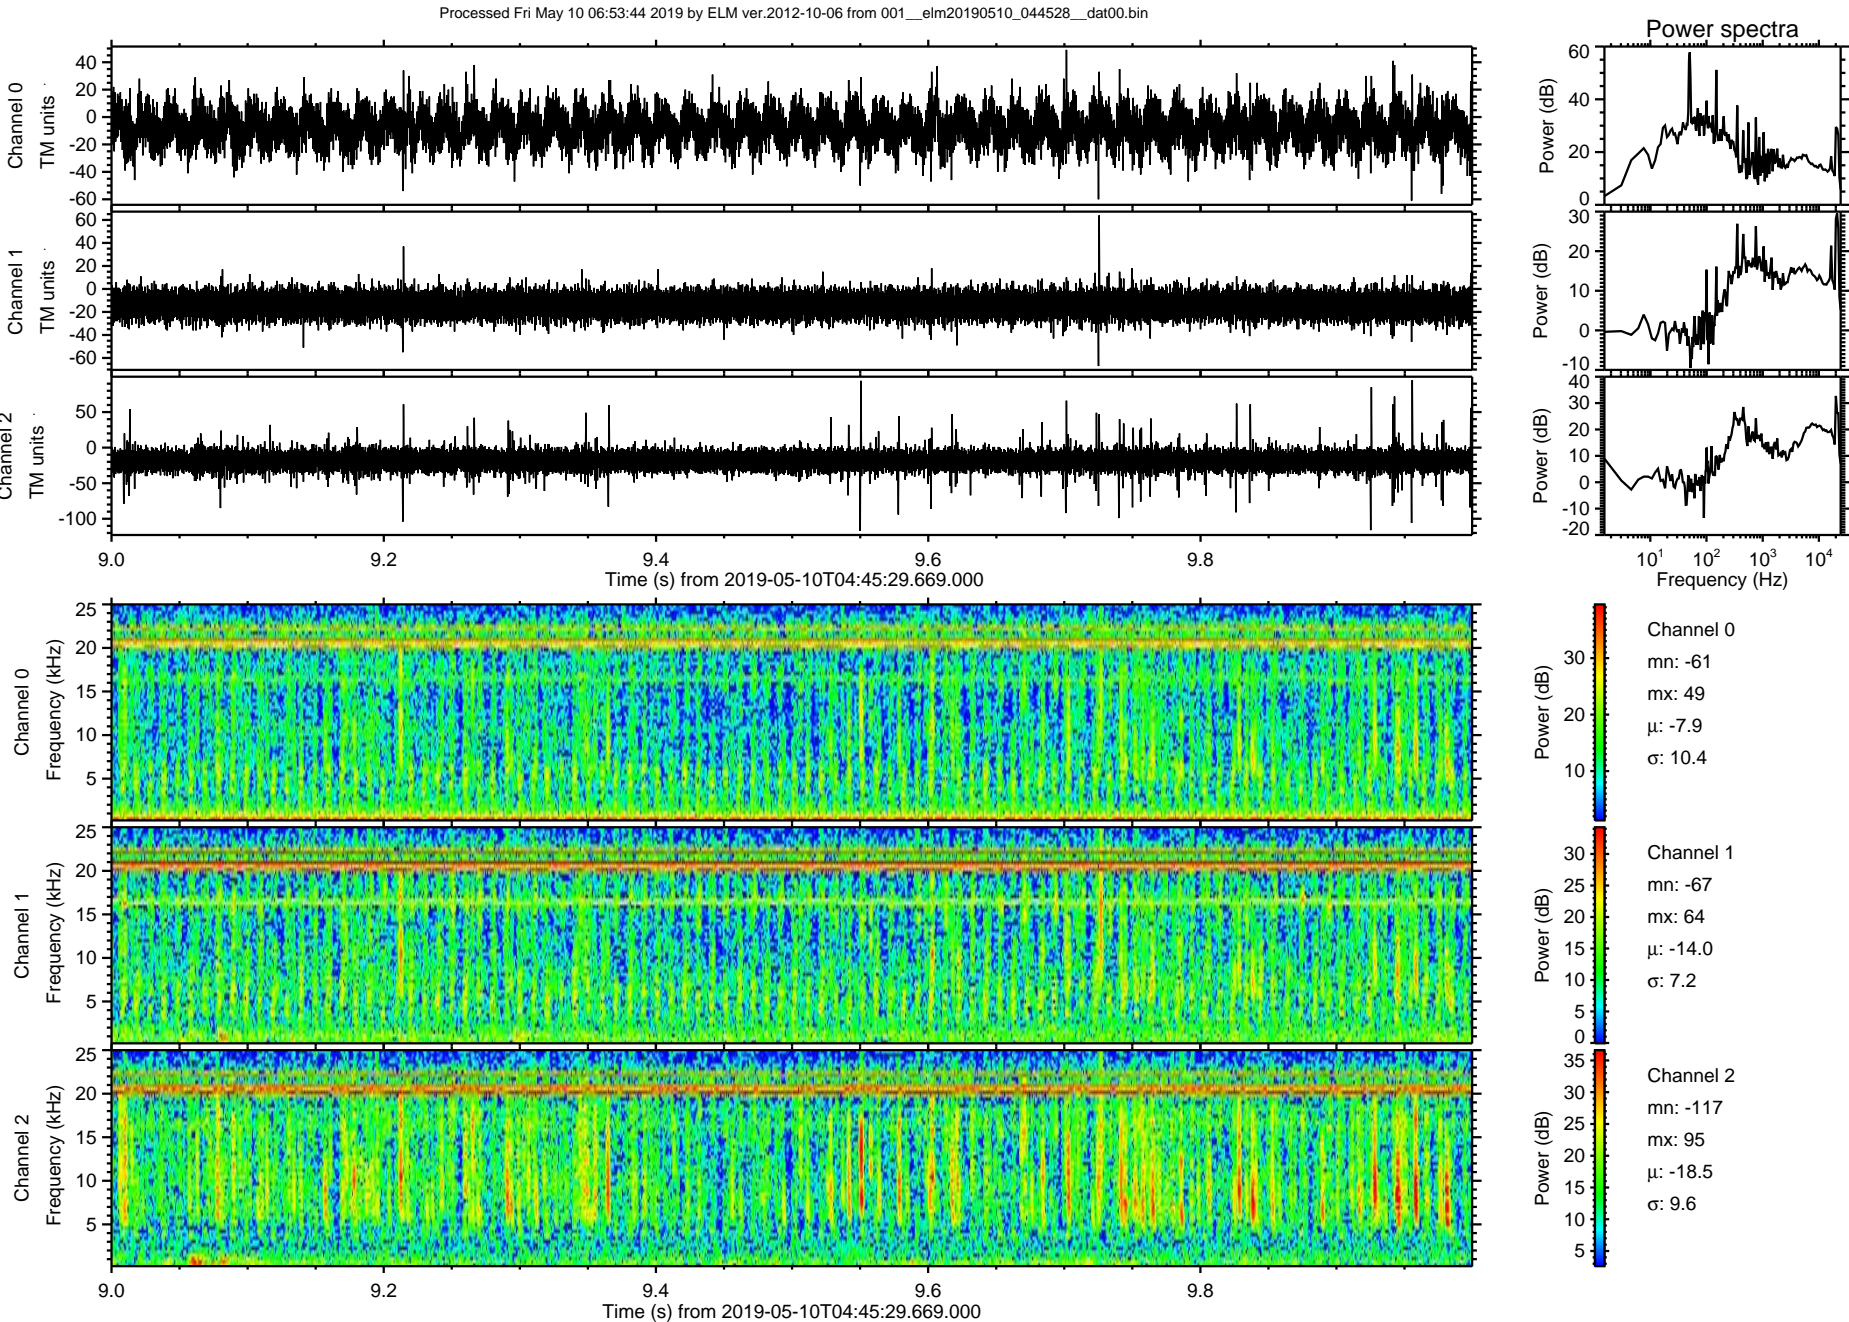 Processed Fri May 10 06:53:44 2019 by ELM ver.2012-10-06 from 001__elm20190510_044528__dat00.bin
Power spectra
Channel 0
TM units
40
20
0
-20
-40
-60
Power (dB)
60
40
20
0
Channel 1
TM units
60
40
20
0
-20
-40
-60
Power (dB)
30
20
10
0
-10
Channel 2
TM units
50
0
-50
-100
Power (dB)
40
30
20
10
0
-10
-20
9.0 9.2 9.4 9.6 9.8
Time (s) from 2019-05-10T04:45:29.669.000
10¹ 10² 10³ 10⁴
Frequency (Hz)
Channel 0
Frequency (kHz)
25
20
15
10
5
Power (dB)
30
20
10
Channel 0
mn: -61
mx: 49
μ: -7.9
σ: 10.4
Channel 1
Frequency (kHz)
25
20
15
10
5
Power (dB)
30
25
20
15
10
5
0
Channel 1
mn: -67
mx: 64
μ: -14.0
σ: 7.2
Channel 2
Frequency (kHz)
25
20
15
10
5
Power (dB)
35
30
25
20
15
10
5
Channel 2
mn: -117
mx: 95
μ: -18.5
σ: 9.6
9.0 9.2 9.4 9.6 9.8
Time (s) from 2019-05-10T04:45:29.669.000